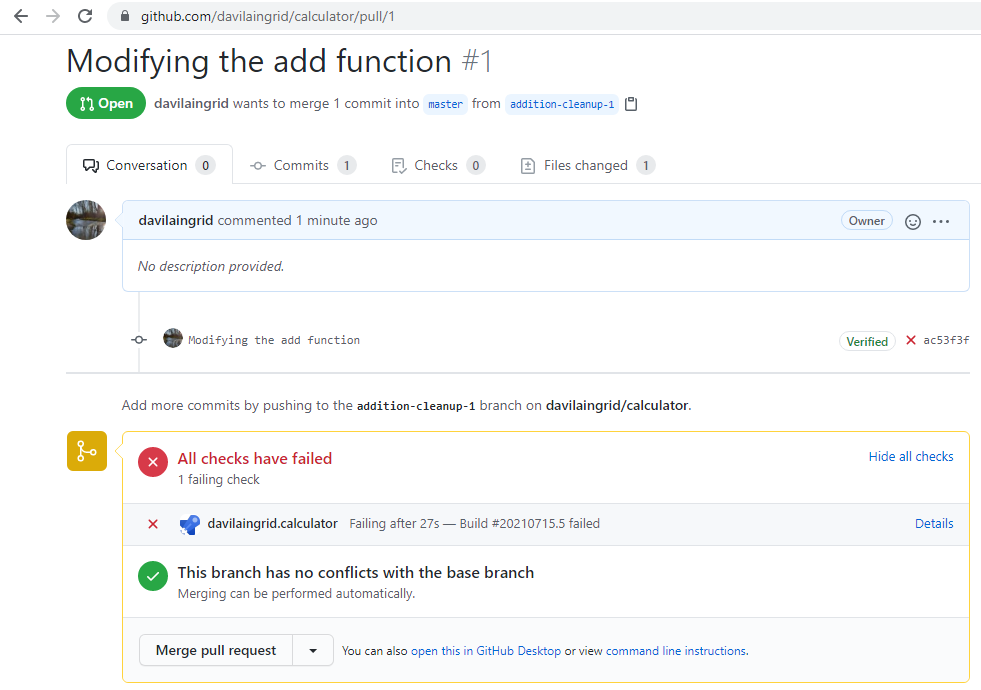 github.com/davilaingrid/calculator/pull/1
Modifying the add function #1
Open davilaingrid wants to merge 1 commit into master from addition-cleanup-1
Conversation 0 Commits 1 Checks 0 Files changed 1
davilaingrid commented 1 minute ago Owner
No description provided.
Modifying the add function Verified ac53f3f
Add more commits by pushing to the addition-cleanup-1 branch on davilaingrid/calculator.
All checks have failed Hide all checks
1 failing check
davilaingrid.calculator Failing after 27s — Build #20210715.5 failed Details
This branch has no conflicts with the base branch
Merging can be performed automatically.
Merge pull request You can also open this in GitHub Desktop or view command line instructions.